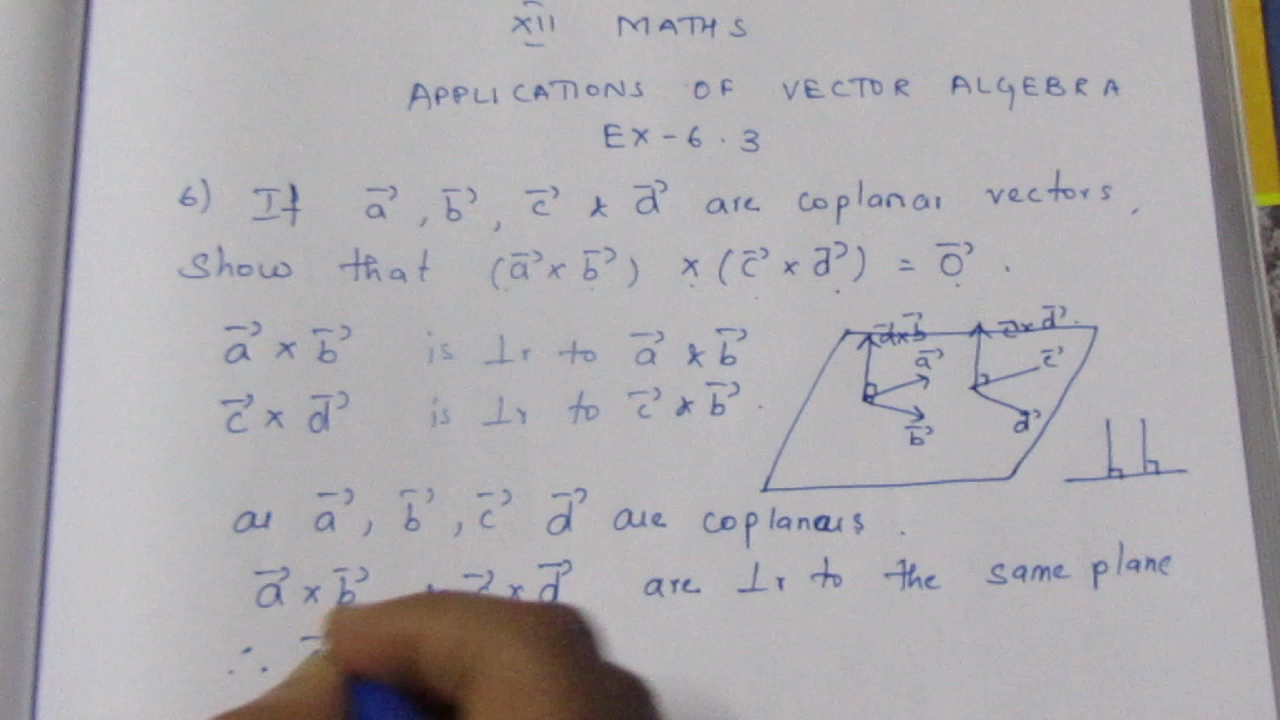 XII MATHS
APPLICATIONS OF VECTOR ALGEBRA
EX-6.3
6) If a⃗, b⃗, c⃗ & d⃗ are coplanar vectors,
Show that (a⃗ × b⃗) × (c⃗ × d⃗) = 0⃗.
a⃗ × b⃗ is ⊥r to a⃗ & b⃗
c⃗ × d⃗ is ⊥r to c⃗ & b⃗.
b⃗ c⃗ × d⃗.
a⃗ c⃗
b⃗ d⃗
as a⃗, b⃗, c⃗ d⃗ are coplanars.
a⃗ × b⃗ c⃗ × d⃗ are ⊥r to the same plane
∴